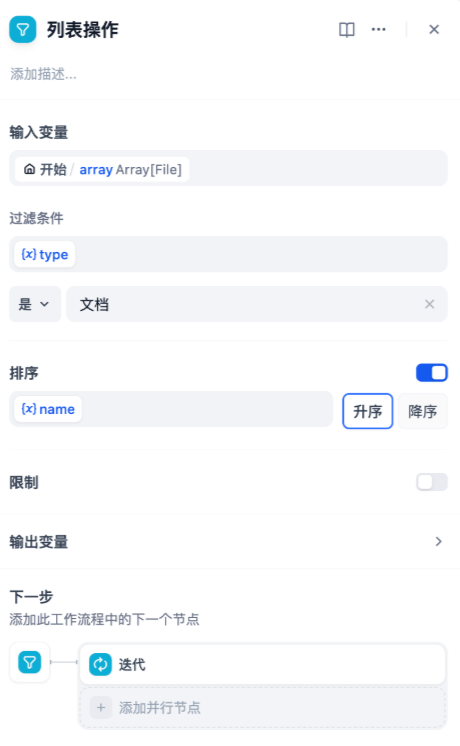 列表操作
添加描述...
输入变量
开始 / array Array[File]
过滤条件
{x} type
是 文档
排序
{x} name 升序 降序
限制
输出变量
下一步
添加此工作流程中的下一个节点
迭代
+ 添加并行节点